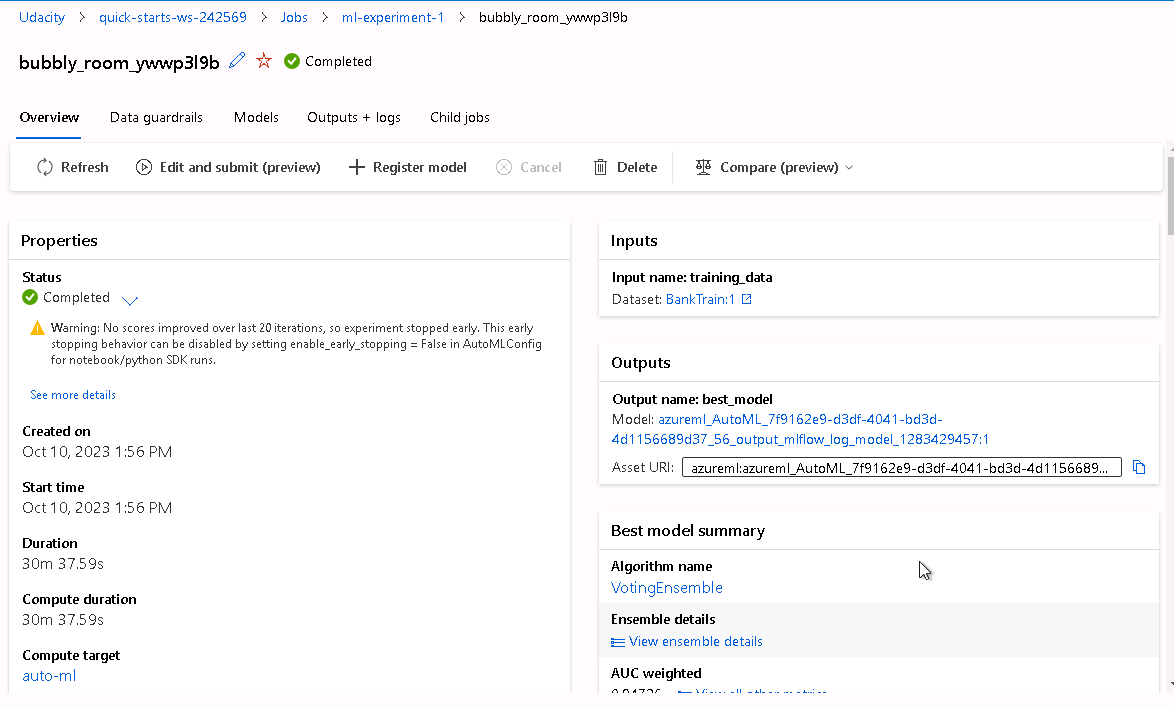 Udacity > quick-starts-ws-242569 > Jobs > ml-experiment-1 > bubbly_room_ywwp3l9b
bubbly_room_ywwp3l9b Completed
Overview Data guardrails Models Outputs + logs Child jobs
Refresh Edit and submit (preview) Register model Cancel Delete Compare (preview)
Properties
Status
Completed
Warning: No scores improved over last 20 iterations, so experiment stopped early. This early
stopping behavior can be disabled by setting enable_early_stopping = False in AutoMLConfig
for notebook/python SDK runs.
See more details
Created on
Oct 10, 2023 1:56 PM
Start time
Oct 10, 2023 1:56 PM
Duration
30m 37.59s
Compute duration
30m 37.59s
Compute target
auto-ml
Inputs
Input name: training_data
Dataset: BankTrain:1
Outputs
Output name: best_model
Model: azureml_AutoML_7f9162e9-d3df-4041-bd3d-
4d1156689d37_56_output_mlflow_log_model_1283429457:1
Asset URI: azureml:azureml_AutoML_7f9162e9-d3df-4041-bd3d-4d1156689...
Best model summary
Algorithm name
VotingEnsemble
Ensemble details
View ensemble details
AUC weighted
View all other metrics